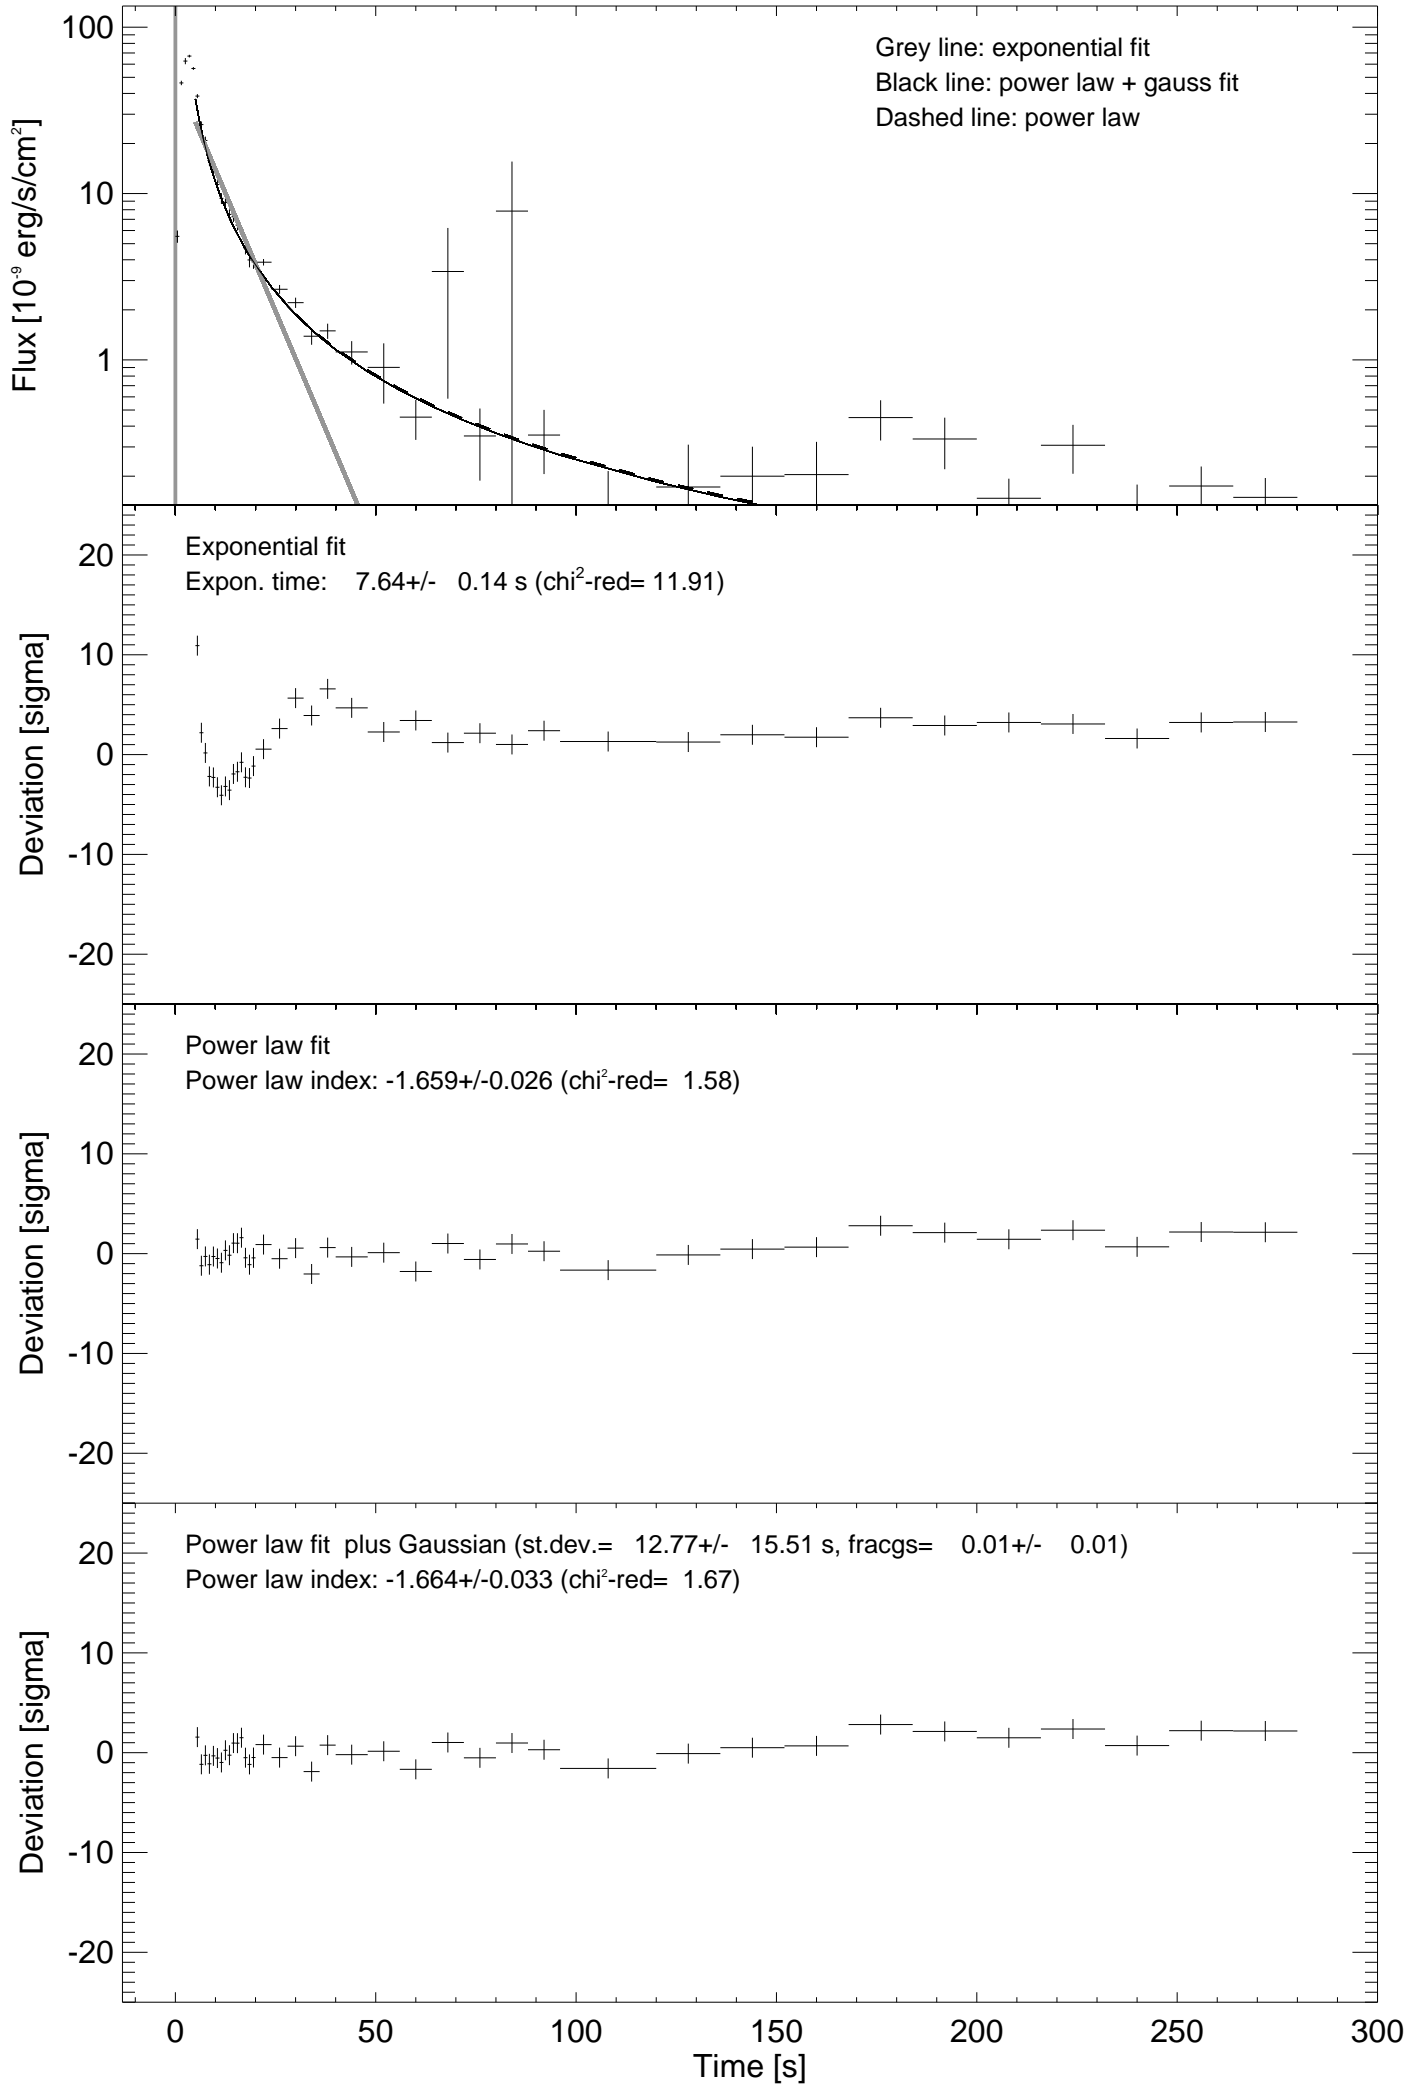 100
10
1
Flux [10⁻⁹ erg/s/cm²]
Grey line: exponential fit
Black line: power law + gauss fit
Dashed line: power law
20
10
0
-10
-20
Deviation [sigma]
Exponential fit
Expon. time: 7.64+/- 0.14 s (chi²-red= 11.91)
20
10
0
-10
-20
Deviation [sigma]
Power law fit
Power law index: -1.659+/-0.026 (chi²-red= 1.58)
20
10
0
-10
-20
Deviation [sigma]
Power law fit plus Gaussian (st.dev.= 12.77+/- 15.51 s, fracgs= 0.01+/- 0.01)
Power law index: -1.664+/-0.033 (chi²-red= 1.67)
0 50 100 150 200 250 300
Time [s]